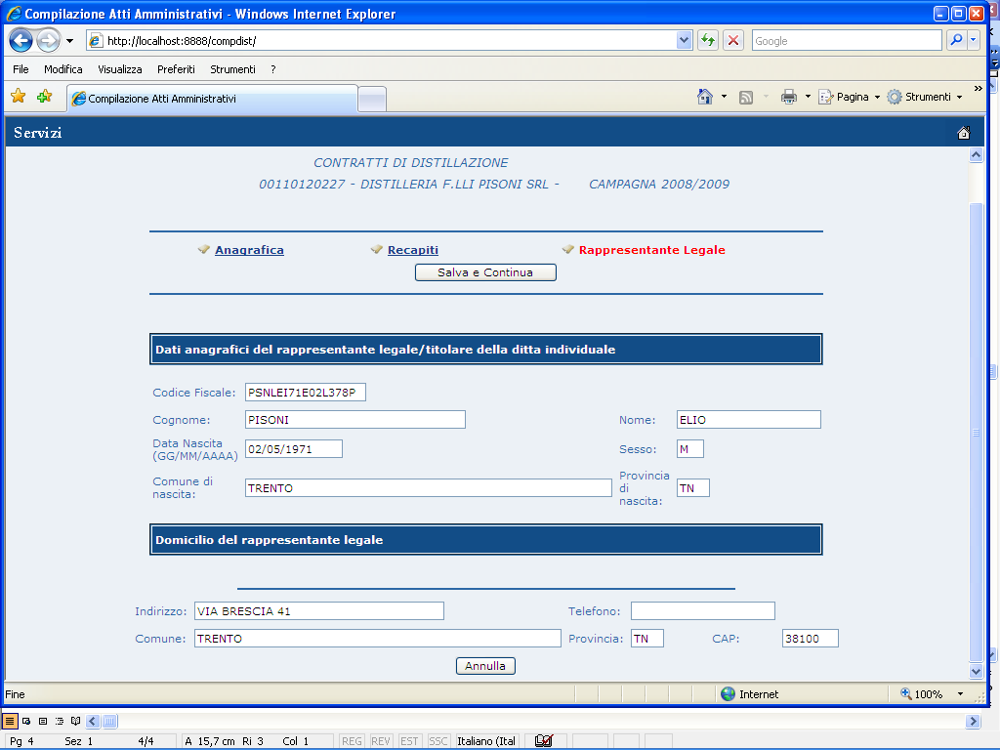 Compilazione Atti Amministrativi - Windows Internet Explorer
http://localhost:8888/compdist/
Google
File Modifica Visualizza Preferiti Strumenti ?
Compilazione Atti Amministrativi
Pagina Strumenti
Servizi
CONTRATTI DI DISTILLAZIONE
00110120227 - DISTILLERIA F.LLI PISONI SRL - CAMPAGNA 2008/2009
Anagrafica Recapiti Rappresentante Legale
Salva e Continua
Dati anagrafici del rappresentante legale/titolare della ditta individuale
Codice Fiscale: PSNLEI71E02L378P
Cognome: PISONI Nome: ELIO
Data Nascita
(GG/MM/AAAA) 02/05/1971 Sesso: M
Comune di
nascita: TRENTO Provincia
di
nascita: TN
Domicilio del rappresentante legale
Indirizzo: VIA BRESCIA 41 Telefono:
Comune: TRENTO Provincia: TN CAP: 38100
Annulla
Fine Internet 100%
Pg 4 Sez 1 4/4 A 15,7 cm Ri 3 Col 1 REG REV EST SSC Italiano (Ital